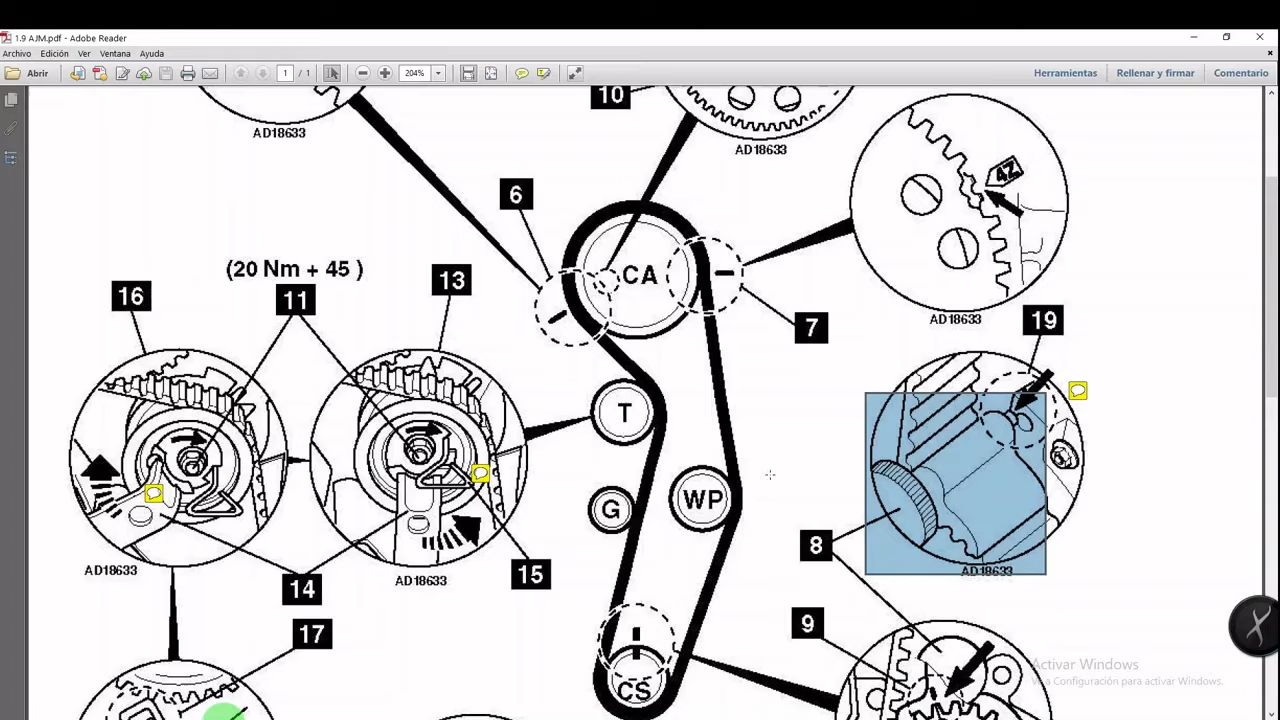 1.9 AJM.pdf - Adobe Reader
Archivo Edición Ver Ventana Ayuda
Abrir
1 / 1
204%
Herramientas
Rellenar y firmar
Comentario
10
AD18633
AD18633
4Z
6
CA
(20 Nm + 45 )
16
11
13
7
AD18633
19
T
G
WP
8
AD18633
14
AD18633
15
AD18633
17
9
CS
Activar Windows
Ve a Configuración para activar Windows.